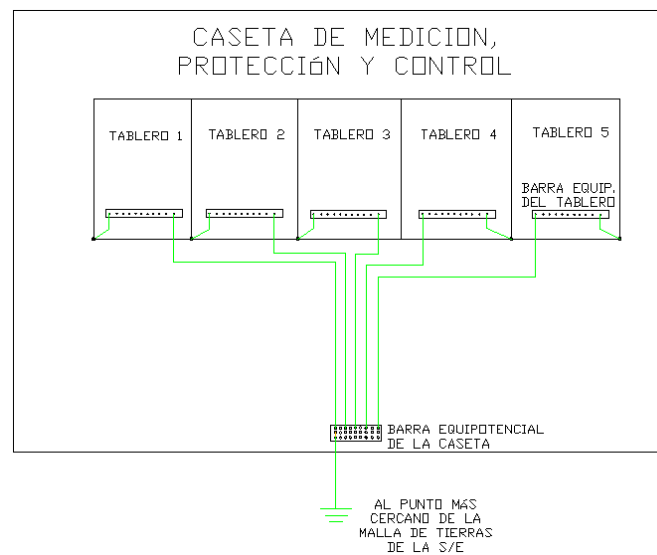 CASETA DE MEDICION,
PROTECCIóN Y CONTROL
TABLERO 1
TABLERO 2
TABLERO 3
TABLERO 4
TABLERO 5
BARRA EQUIP.
DEL TABLERO
BARRA EQUIPOTENCIAL
DE LA CASETA
AL PUNTO MáS
CERCANO DE LA
MALLA DE TIERRAS
DE LA S/E